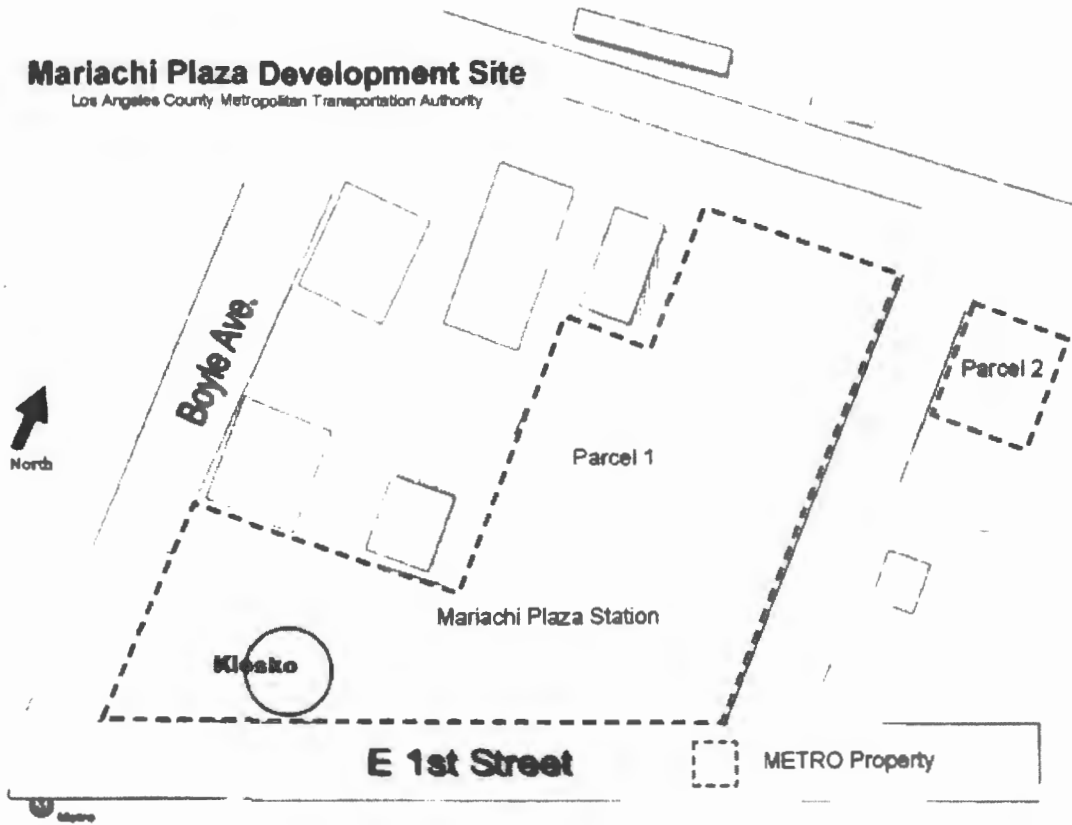 Mariachi Plaza Development Site
Los Angeles County Metropolitan Transportation Authority
Boyle Ave.
North
Parcel 2
Parcel 1
Mariachi Plaza Station
Kiosko
E 1st Street
METRO Property
M
Metro